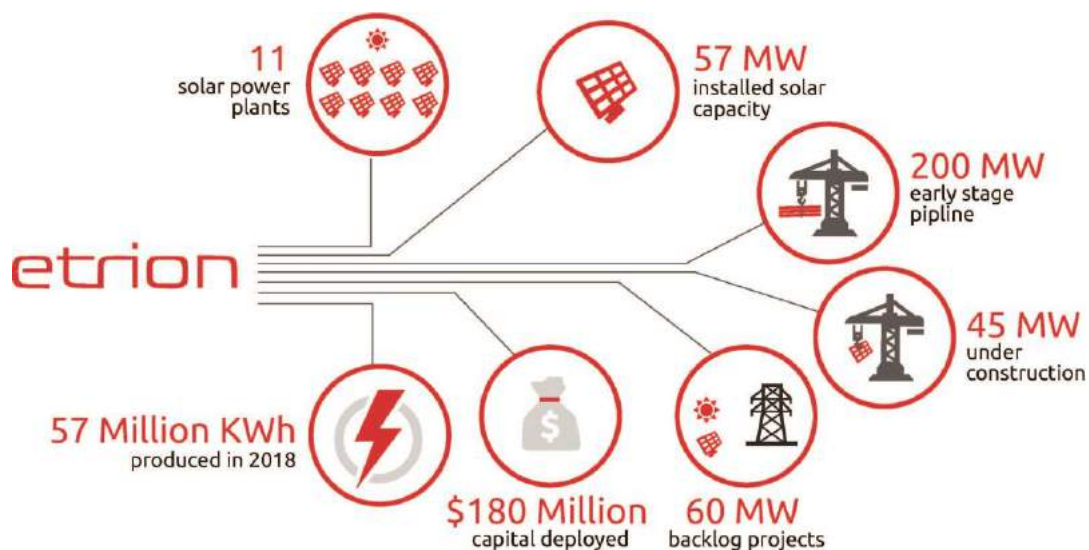 11
solar power
plants
57 MW
installed solar
capacity
200 MW
early stage
pipline
etrion
45 MW
under
construction
57 Million KWh
produced in 2018
$
$180 Million
capital deployed
60 MW
backlog projects